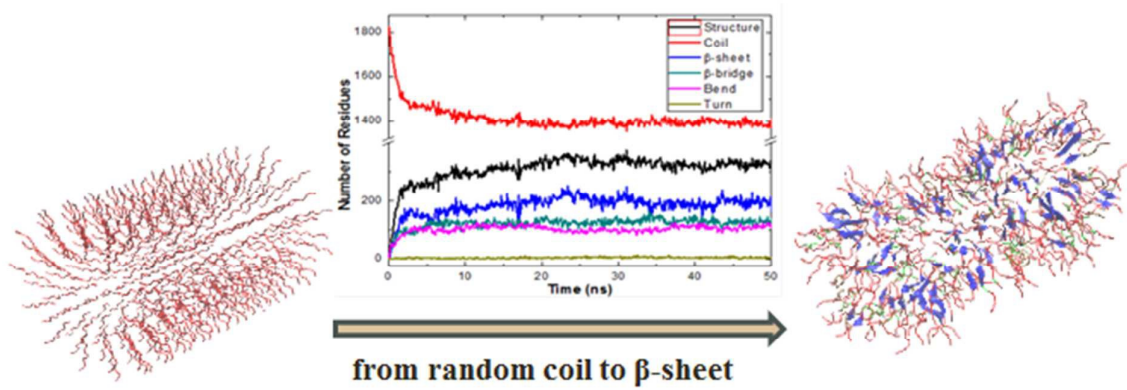 1800
1600
1400
200
0
Number of Residues
Structure
Coil
β-sheet
β-bridge
Bend
Turn
0 10 20 30 40 50
Time (ns)
from random coil to β-sheet